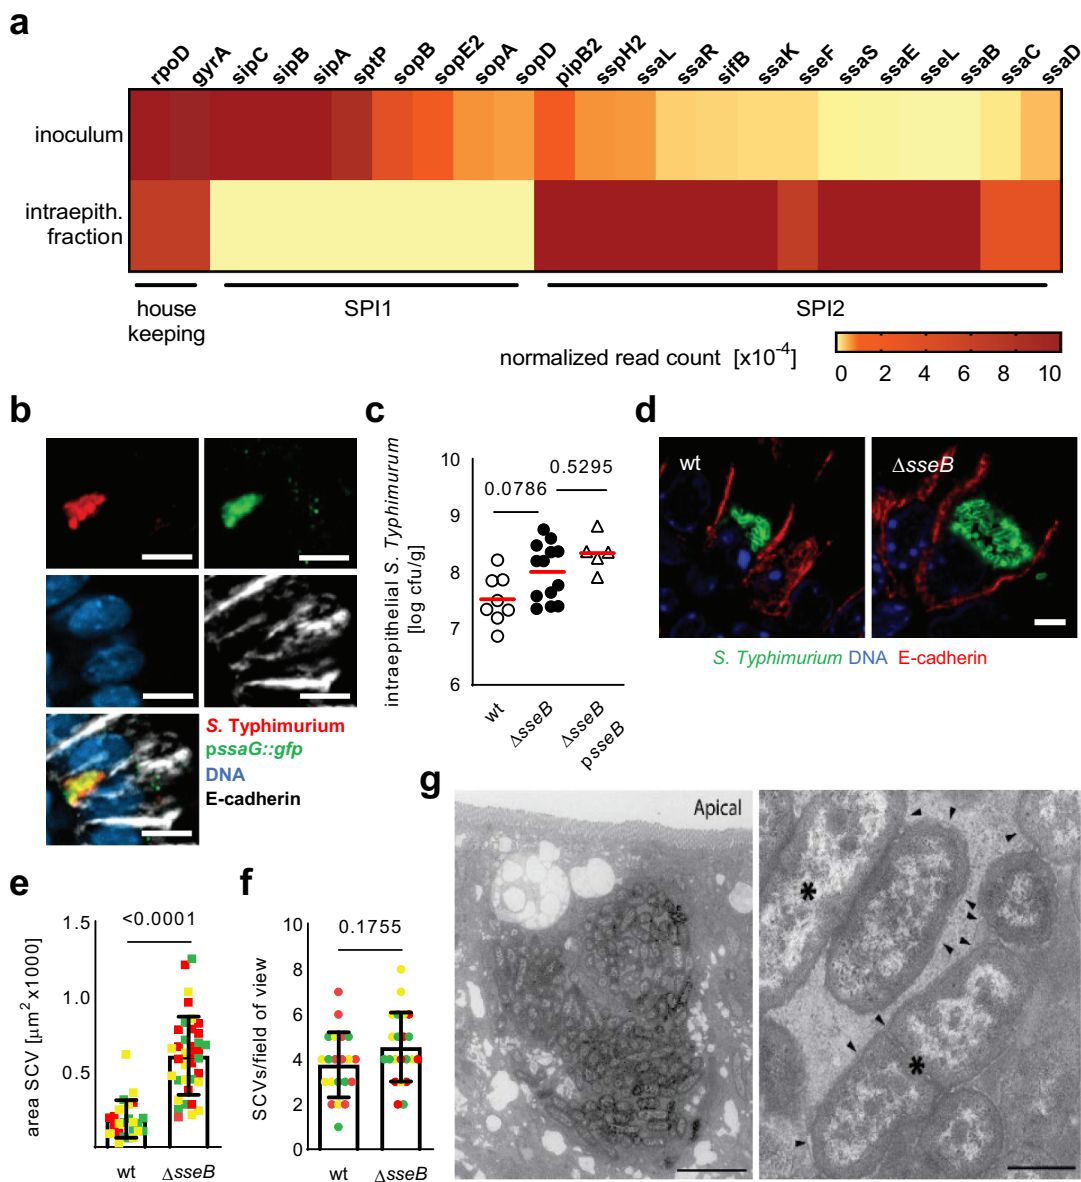 a
rpoD gyrA sipC sipB sipA sptP sopB sopE2 sopA sopD pipB2 sspH2 ssaL ssaR sifB ssaK sseF ssaS ssaE sseL ssaB ssaC ssaD
inoculum
intraepith.
fraction
house
keeping
SPI1
SPI2
normalized read count [x10-4]
0 2 4 6 8 10
b
S. Typhimurium
pssaG::gfp
DNA
E-cadherin
c
intraepithelial S. Typhimurum
[log cfu/g]
10
9
8
7
6
0.0786
0.5295
wt
ΔsseB
ΔsseB
psseB
d
wt
ΔsseB
S. Typhimurium DNA E-cadherin
e
area SCV [μm2 x1000]
1.5
1.0
0.5
<0.0001
wt
ΔsseB
f
SCVs/field of view
10
8
6
4
2
0
0.1755
wt
ΔsseB
g
Apical
*
*